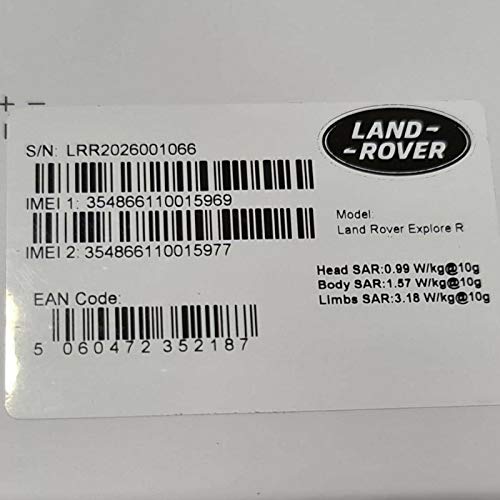 S/N: LRR2026001066
LAND-
-ROVER
IMEI 1: 354866110015969
IMEI 2: 354866110015977
Model:
Land Rover Explore R
Head SAR:0.99 W/kg@10g
Body SAR:1.57 W/kg@10g
Limbs SAR:3.18 W/kg@10g
EAN Code:
5 060472 352187